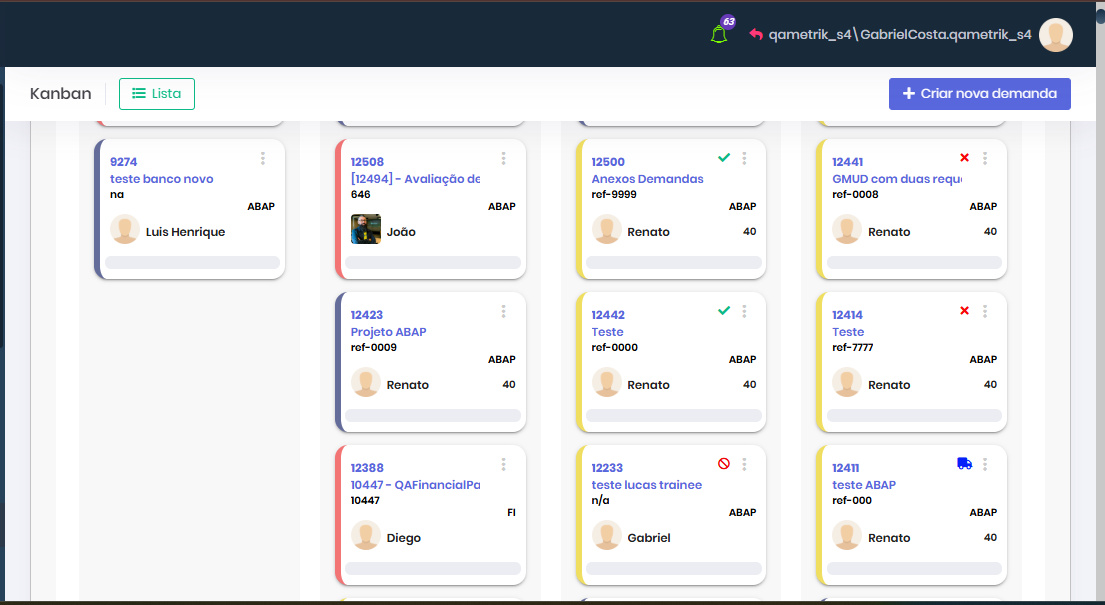 63
qametrik_s4\GabrielCosta.qametrik_s4
Kanban
Lista
Criar nova demanda
9274
teste banco novo
na
ABAP
Luis Henrique
12508
[12494] - Avaliação de
646
ABAP
João
12423
Projeto ABAP
ref-0009
ABAP
Renato
40
12388
10447 - QAFinancialPa
10447
FI
Diego
12500
Anexos Demandas
ref-9999
ABAP
Renato
40
12442
Teste
ref-0000
ABAP
Renato
40
12233
teste lucas trainee
n/a
ABAP
Gabriel
12441
GMUD com duas requ
ref-0008
ABAP
Renato
40
12414
Teste
ref-7777
ABAP
Renato
40
12411
teste ABAP
ref-000
ABAP
Renato
40